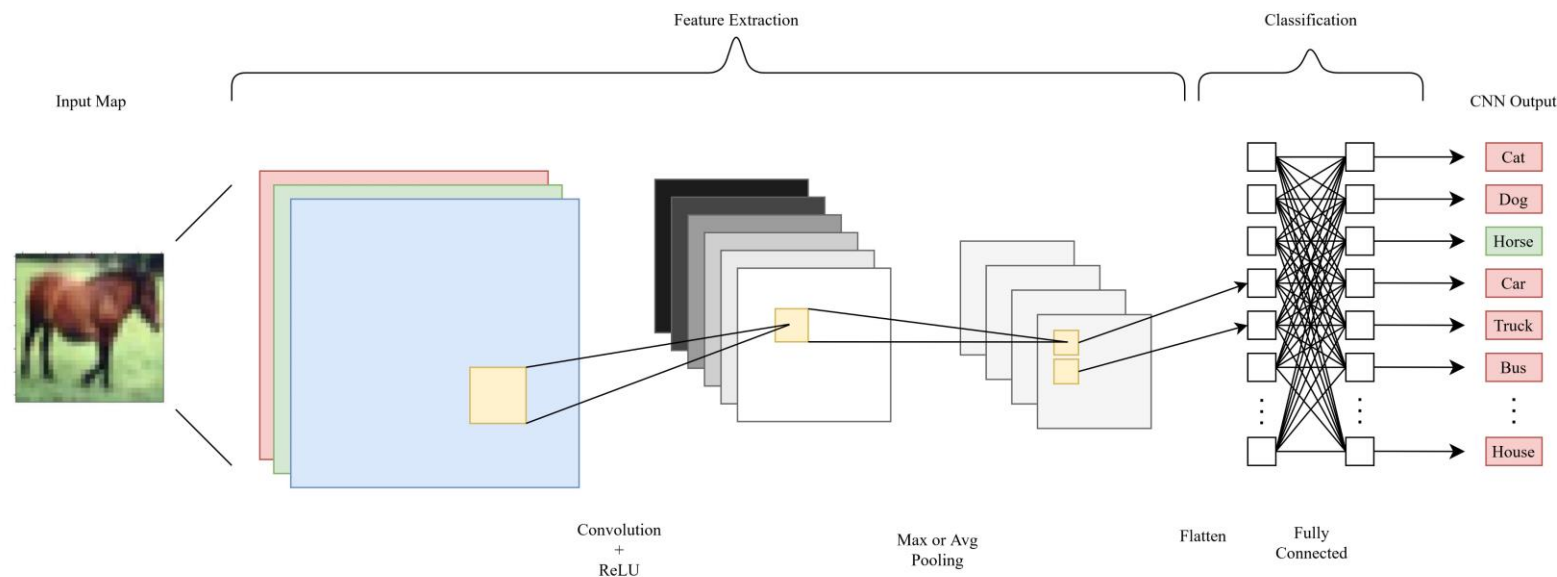 Feature Extraction
Classification
Input Map
CNN Output
Cat
Dog
Horse
Car
Truck
Bus
House
Convolution
+
ReLU
Max or Avg
Pooling
Flatten
Fully
Connected